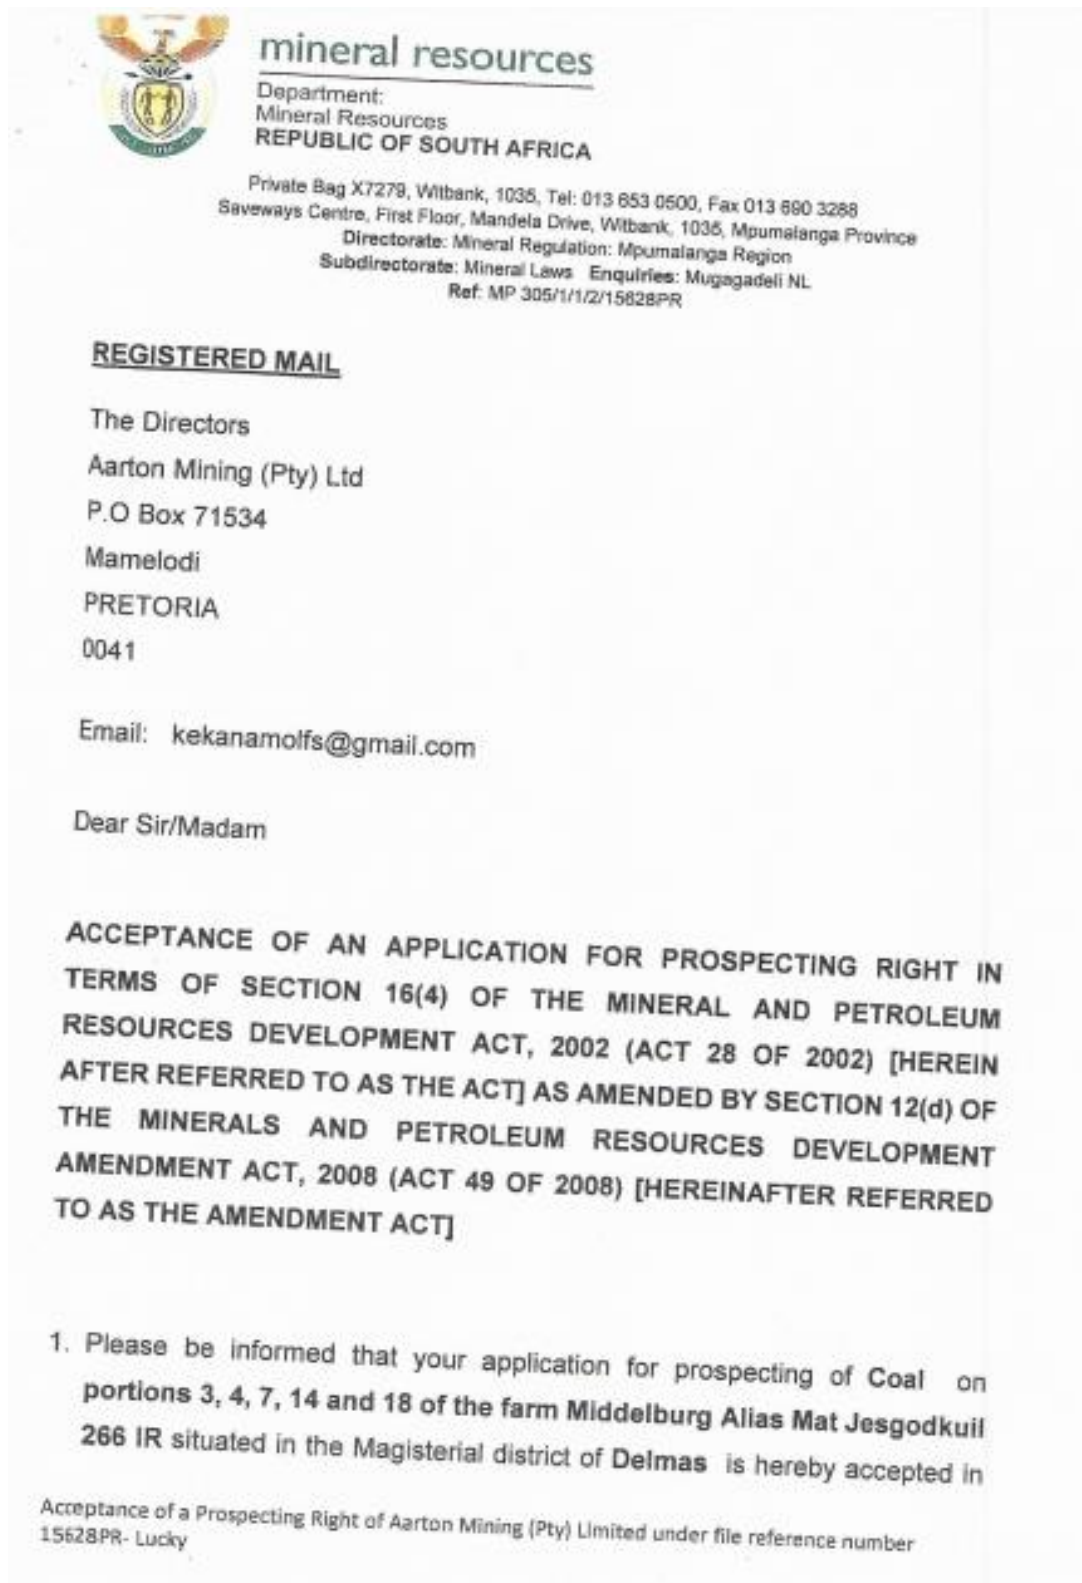 mineral resources
Department:
Mineral Resources
REPUBLIC OF SOUTH AFRICA
Private Bag X7279, Witbank, 1035, Tel: 013 653 0500, Fax 013 690 3288
Saveways Centre, First Floor, Mandela Drive, Witbank, 1035, Mpumalanga Province
Directorate: Mineral Regulation: Mpumalanga Region
Subdirectorate: Mineral Laws Enquiries: Mugagadeli NL
Ref: MP 305/1/1/2/15628PR
REGISTERED MAIL
The Directors
Aarton Mining (Pty) Ltd
P.O Box 71534
Mamelodi
PRETORIA
0041
Email: kekanamolfs@gmail.com
Dear Sir/Madam
ACCEPTANCE OF AN APPLICATION FOR PROSPECTING RIGHT IN
TERMS OF SECTION 16(4) OF THE MINERAL AND PETROLEUM
RESOURCES DEVELOPMENT ACT, 2002 (ACT 28 OF 2002) [HEREIN
AFTER REFERRED TO AS THE ACT] AS AMENDED BY SECTION 12(d) OF
THE MINERALS AND PETROLEUM RESOURCES DEVELOPMENT
AMENDMENT ACT, 2008 (ACT 49 OF 2008) [HEREINAFTER REFERRED
TO AS THE AMENDMENT ACT]
1. Please be informed that your application for prospecting of Coal on
portions 3, 4, 7, 14 and 18 of the farm Middelburg Alias Mat Jesgodkuil
266 IR situated in the Magisterial district of Delmas is hereby accepted in
Acceptance of a Prospecting Right of Aarton Mining (Pty) Limited under file reference number
15628PR- Lucky